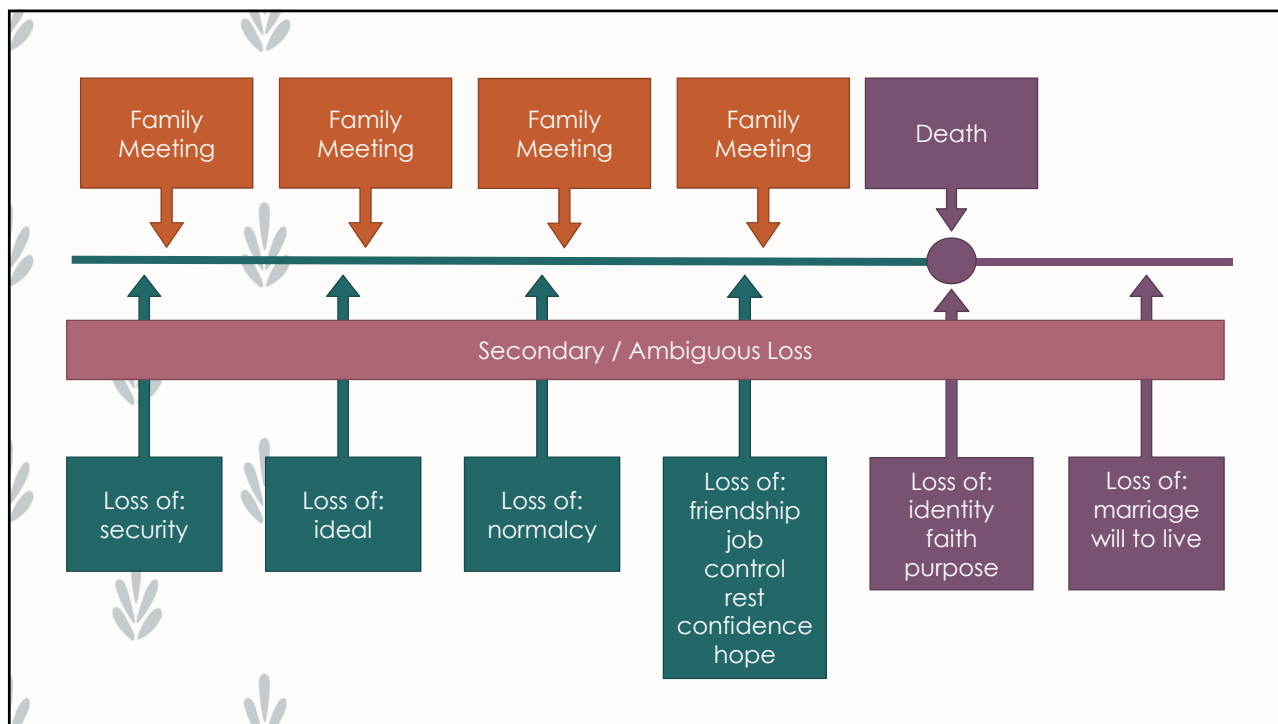 Family
Meeting
Family
Meeting
Family
Meeting
Family
Meeting
Death
Secondary / Ambiguous Loss
Loss of:
security
Loss of:
ideal
Loss of:
normalcy
Loss of:
friendship
job
control
rest
confidence
hope
Loss of:
identity
faith
purpose
Loss of:
marriage
will to live